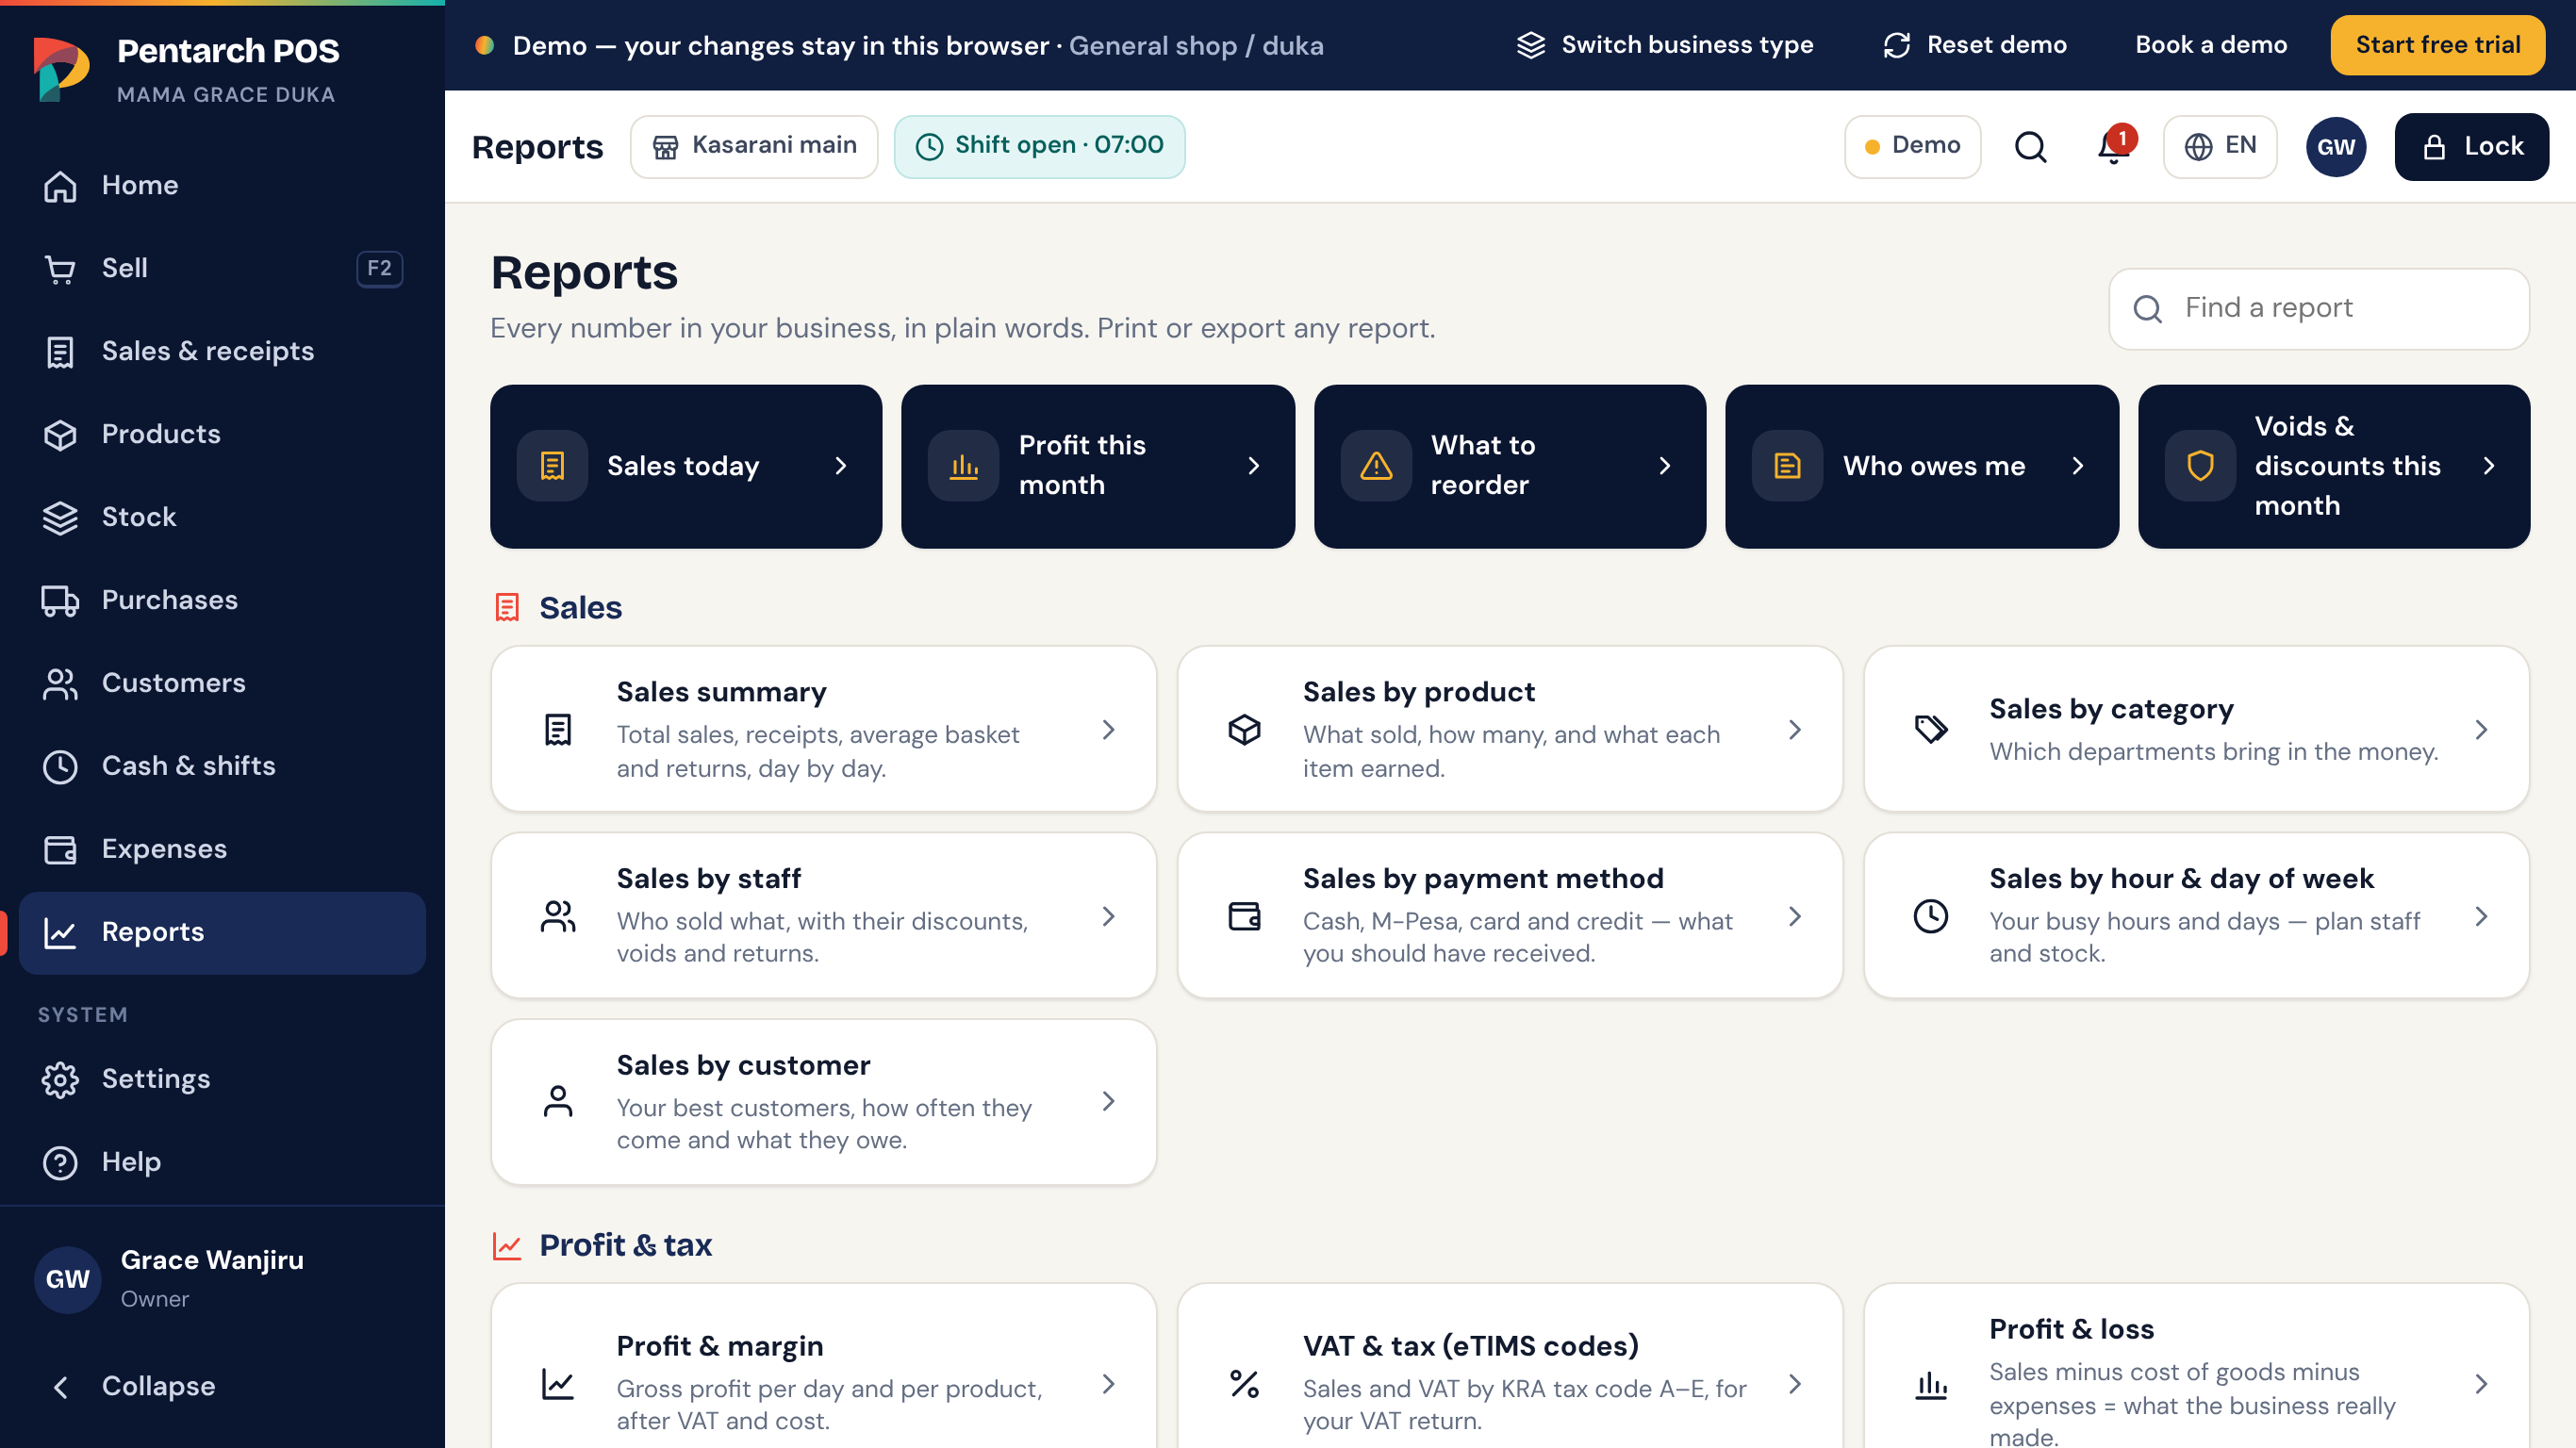 Pentarch POS
MAMA GRACE DUKA
Home
Sell
F2
Sales & receipts
Products
Stock
Purchases
Customers
Cash & shifts
Expenses
Reports
SYSTEM
Settings
Help
GW
Grace Wanjiru
Owner
Collapse
Demo — your changes stay in this browser · General shop / duka
Switch business type
Reset demo
Book a demo
Start free trial
Reports
Kasarani main
Shift open · 07:00
Demo
1
EN
GW
Lock
Reports
Every number in your business, in plain words. Print or export any report.
Find a report
Sales today
Profit this
month
What to
reorder
Who owes me
Voids &
discounts this
month
Sales
Sales summary
Total sales, receipts, average basket
and returns, day by day.
Sales by product
What sold, how many, and what each
item earned.
Sales by category
Which departments bring in the money.
Sales by staff
Who sold what, with their discounts,
voids and returns.
Sales by payment method
Cash, M-Pesa, card and credit — what
you should have received.
Sales by hour & day of week
Your busy hours and days — plan staff
and stock.
Sales by customer
Your best customers, how often they
come and what they owe.
Profit & tax
Profit & margin
Gross profit per day and per product,
after VAT and cost.
VAT & tax (eTIMS codes)
Sales and VAT by KRA tax code A–E, for
your VAT return.
Profit & loss
Sales minus cost of goods minus
expenses = what the business really
made.